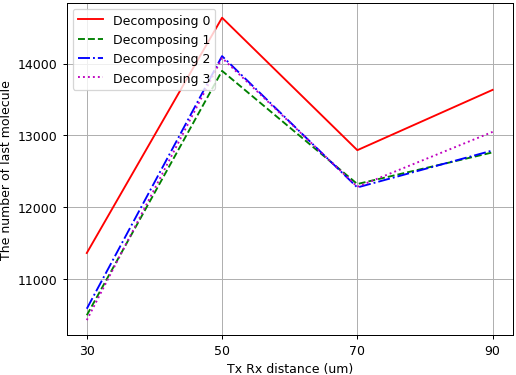 Decomposing 0
Decomposing 1
Decomposing 2
Decomposing 3
The number of last molecule
14000
13000
12000
11000
30
50
70
90
Tx Rx distance (um)